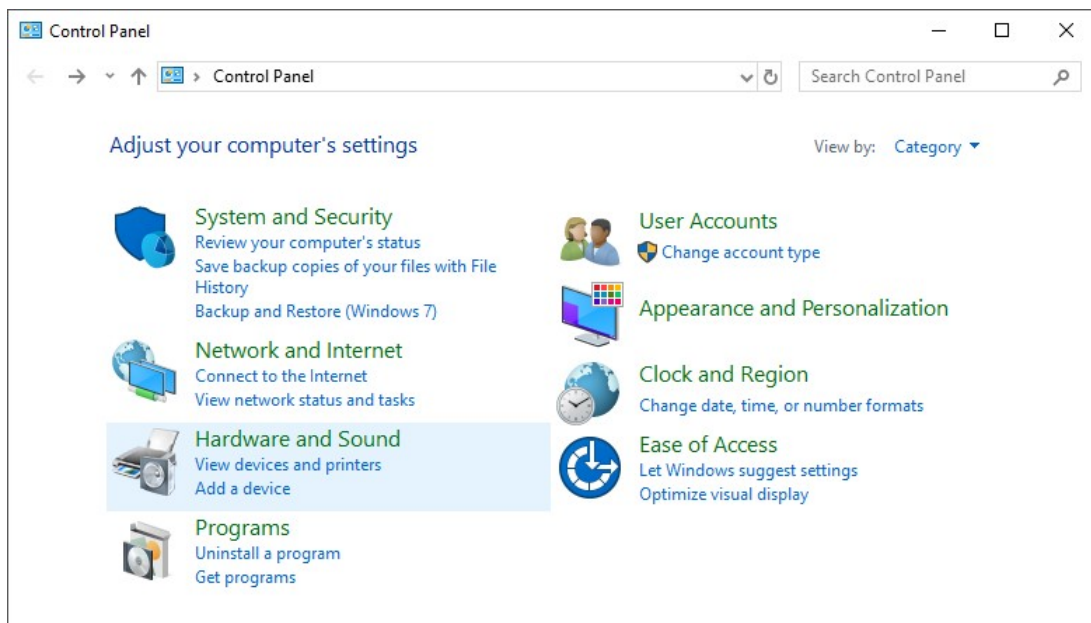 Control Panel
Control Panel
Search Control Panel
Adjust your computer's settings
View by: Category
System and Security
Review your computer's status
Save backup copies of your files with File
History
Backup and Restore (Windows 7)
Network and Internet
Connect to the Internet
View network status and tasks
Hardware and Sound
View devices and printers
Add a device
Programs
Uninstall a program
Get programs
User Accounts
Change account type
Appearance and Personalization
Clock and Region
Change date, time, or number formats
Ease of Access
Let Windows suggest settings
Optimize visual display